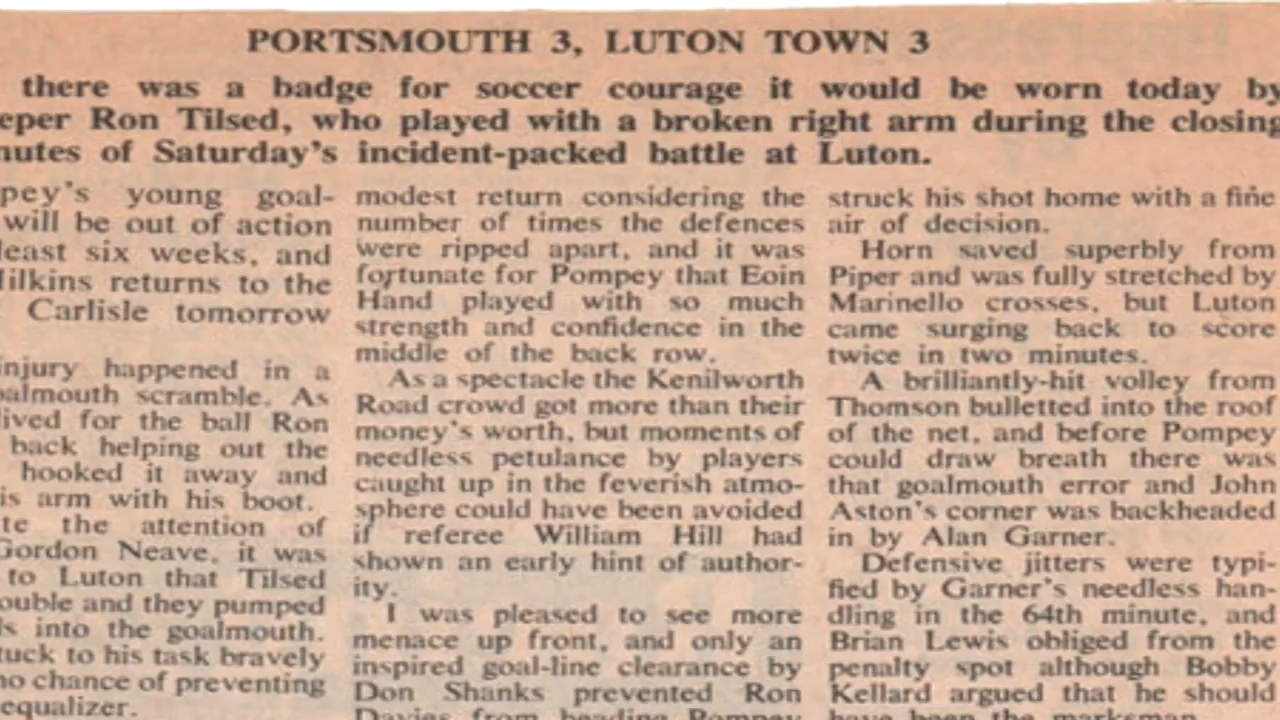 PORTSMOUTH 3, LUTON TOWN 3
there was a badge for soccer courage it would be worn today by
eper Ron Tilsed, who played with a broken right arm during the closing
nutes of Saturday's incident-packed battle at Luton.
pey's young goal-
will be out of action
least six weeks, and
Milkins returns to the
Carlisle tomorrow
injury happened in a
oalmouth scramble. As
dived for the ball Ron
back helping out the
hooked it away and
is arm with his boot.
te the attention of
Gordon Neave, it was
to Luton that Tilsed
ouble and they pumped
ls into the goalmouth.
tuck to his task bravely
no chance of preventing
equalizer.
modest return considering the
number of times the defences
were ripped apart, and it was
fortunate for Pompey that Eoin
Hand played with so much
strength and confidence in the
middle of the back row.
As a spectacle the Kenilworth
Road crowd got more than their
money's worth, but moments of
needless petulance by players
caught up in the feverish atmo-
sphere could have been avoided
if referee William Hill had
shown an early hint of author-
ity.
I was pleased to see more
menace up front, and only an
inspired goal-line clearance by
Don Shanks prevented Ron
Davies from heading Pompey
struck his shot home with a fine
air of decision.
Horn saved superbly from
Piper and was fully stretched by
Marinello crosses, but Luton
came surging back to score
twice in two minutes.
A brilliantly-hit volley from
Thomson bulletted into the roof
of the net, and before Pompey
could draw breath there was
that goalmouth error and John
Aston's corner was backheaded
in by Alan Garner.
Defensive jitters were typi-
fied by Garner's needless han-
dling in the 64th minute, and
Brian Lewis obliged from the
penalty spot although Bobby
Kellard argued that he should
have been the marksman.